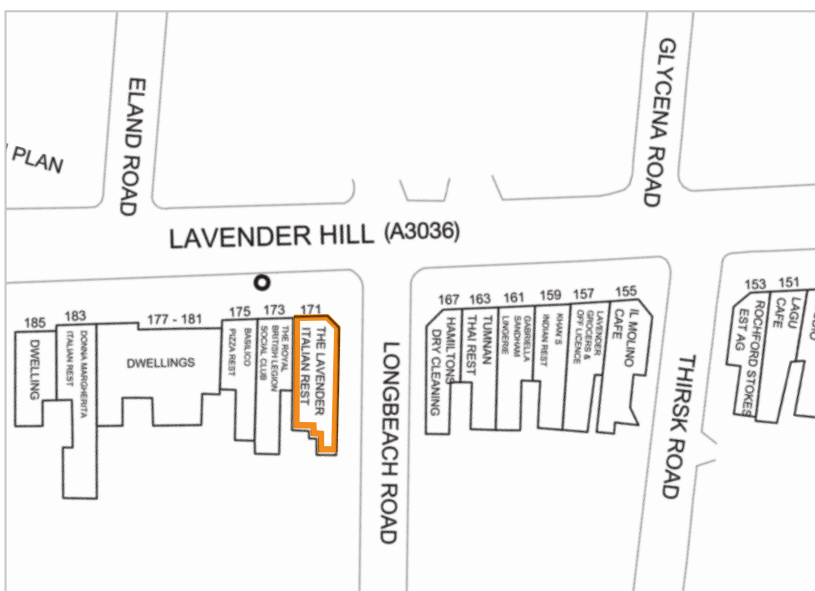 ELAND ROAD
GLYCENA ROAD
PLAN
LAVENDER HILL (A3036)
185
DWELLING
183
DONNA MARGHERITA
ITALIAN REST
177 - 181
DWELLINGS
175
BASILICO
PIZZA REST
173
THE ROYAL
BRITISH LEGION
SOCIAL CLUB
171
THE LAVENDER
ITALIAN REST
LONGBEACH ROAD
167
HAMILTONS
DRY CLEANING
163
TUMNAN
THAI REST
161
GABRIELLA
SANDHAM
LINGERIE
159
KHAN'S
INDIAN REST
157
LAVENDER
GROCERS &
OFF LICENCE
155
IL MOLINO
CAFE
THIRSK ROAD
153
ROCHFORD STOKES
EST AG
151
LAGU
CAFE